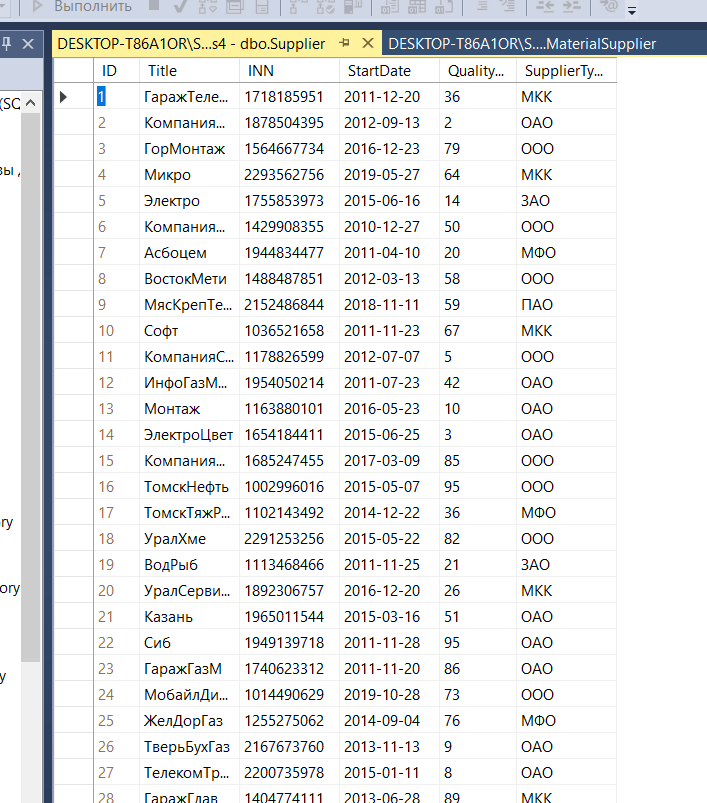 Выполнить
DESKTOP-T86A1OR\S...s4 - dbo.Supplier DESKTOP-T86A1OR\S....MaterialSupplier
ID Title INN StartDate Quality... SupplierTy...
1 ГаражТеле... 1718185951 2011-12-20 36 МКК
2 Компания... 1878504395 2012-09-13 2 ОАО
3 ГорМонтаж 1564667734 2016-12-23 79 ООО
4 Микро 2293562756 2019-05-27 64 МКК
5 Электро 1755853973 2015-06-16 14 ЗАО
6 Компания... 1429908355 2010-12-27 50 ООО
7 Асбоцем 1944834477 2011-04-10 20 МФО
8 ВостокМети 1488487851 2012-03-13 58 ООО
9 МясКрепТе... 2152486844 2018-11-11 59 ПАО
10 Софт 1036521658 2011-11-23 67 МКК
11 КомпанияС... 1178826599 2012-07-07 5 ООО
12 ИнфоГазМ... 1954050214 2011-07-23 42 ОАО
13 Монтаж 1163880101 2016-05-23 10 ОАО
14 ЭлектроЦвет 1654184411 2015-06-25 3 ОАО
15 Компания... 1685247455 2017-03-09 85 ООО
16 ТомскНефть 1002996016 2015-05-07 95 ООО
17 ТомскТяжР... 1102143492 2014-12-22 36 МФО
18 УралХме 2291253256 2015-05-22 82 ООО
19 ВодРыб 1113468466 2011-11-25 21 ЗАО
20 УралСерви... 1892306757 2016-12-20 26 МКК
21 Казань 1965011544 2015-03-16 51 ОАО
22 Сиб 1949139718 2011-11-28 95 ОАО
23 ГаражГазМ 1740623312 2011-11-20 86 ОАО
24 МобайлДи... 1014490629 2019-10-28 73 ООО
25 ЖелДорГаз 1255275062 2014-09-04 76 МФО
26 ТверьБухГаз 2167673760 2013-11-13 9 ОАО
27 ТелекомТр... 2200735978 2015-01-11 8 ОАО
28 ГаражГлав 1404774111 2013-06-28 89 МКК